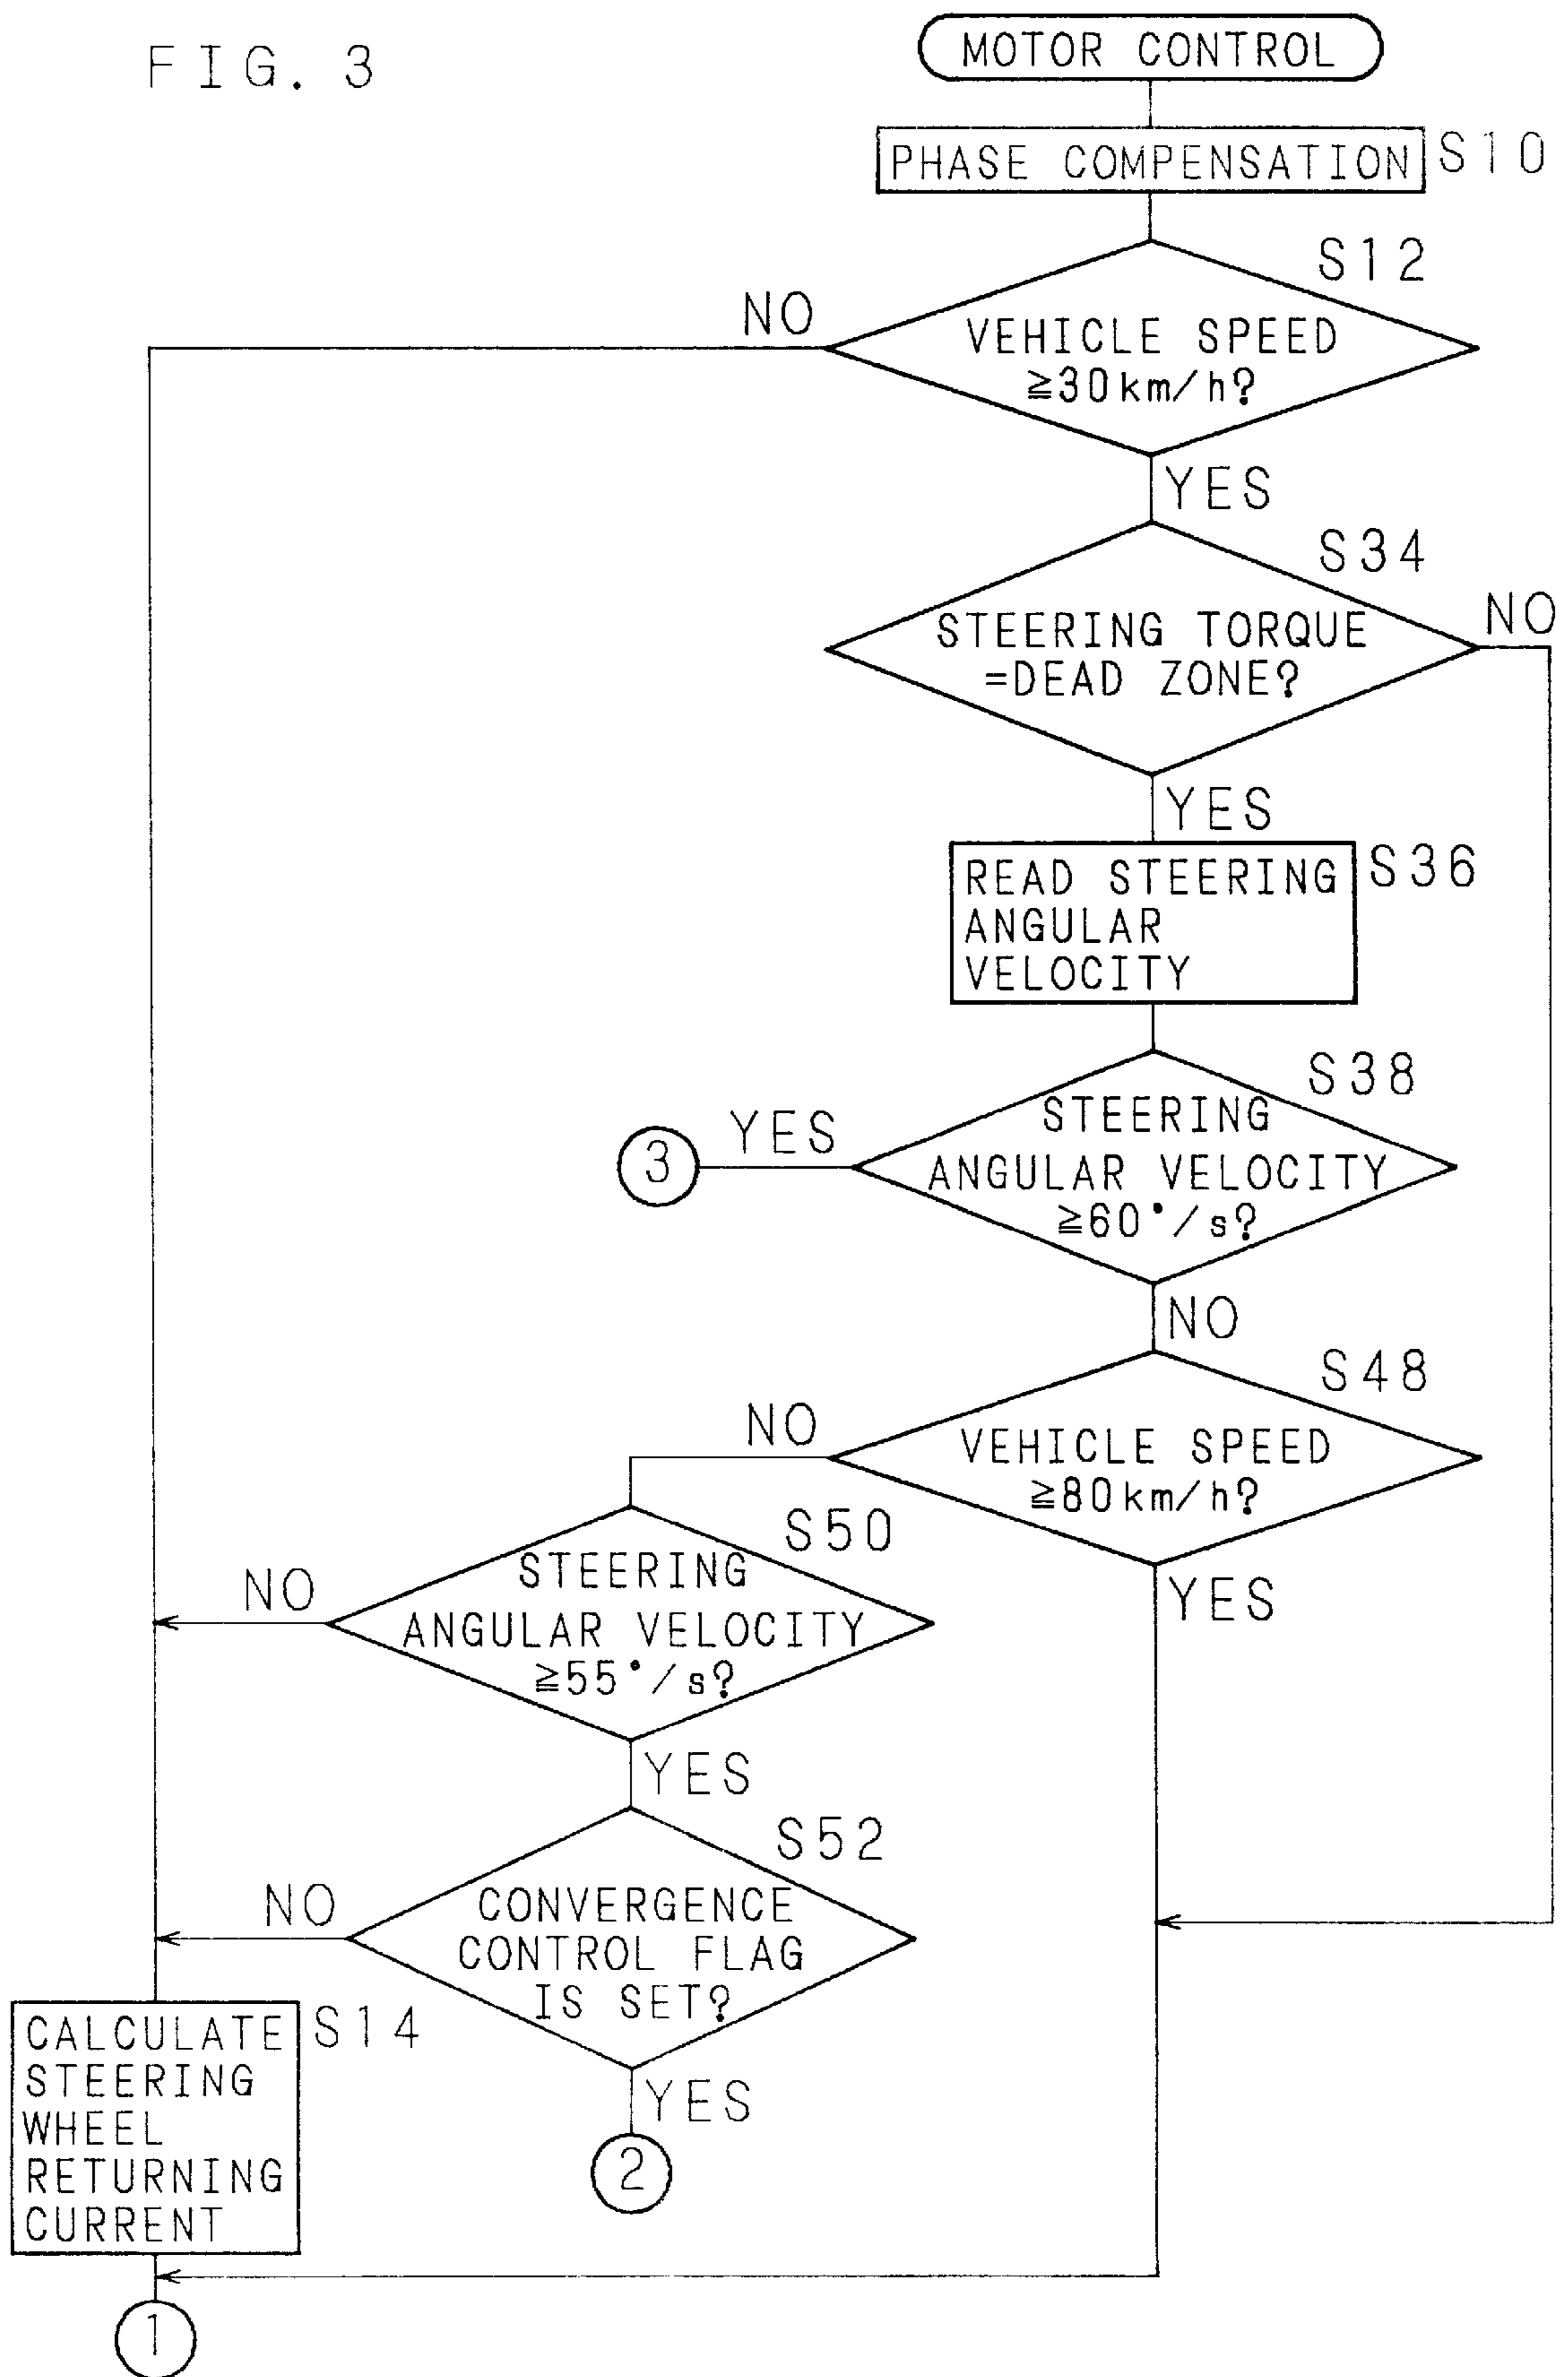 FIG. 3
MOTOR CONTROL
PHASE COMPENSATION
S10
S12
NO
VEHICLE SPEED
≧30km/h?
YES
S34
NO
STEERING TORQUE
=DEAD ZONE?
YES
S36
READ STEERING
ANGULAR
VELOCITY
S38
YES
3
STEERING
ANGULAR VELOCITY
≧60°/s?
NO
S48
NO
VEHICLE SPEED
≧80km/h?
YES
S50
NO
STEERING
ANGULAR VELOCITY
≧55°/s?
YES
S52
NO
CONVERGENCE
CONTROL FLAG
IS SET?
YES
2
S14
CALCULATE
STEERING
WHEEL
RETURNING
CURRENT
1